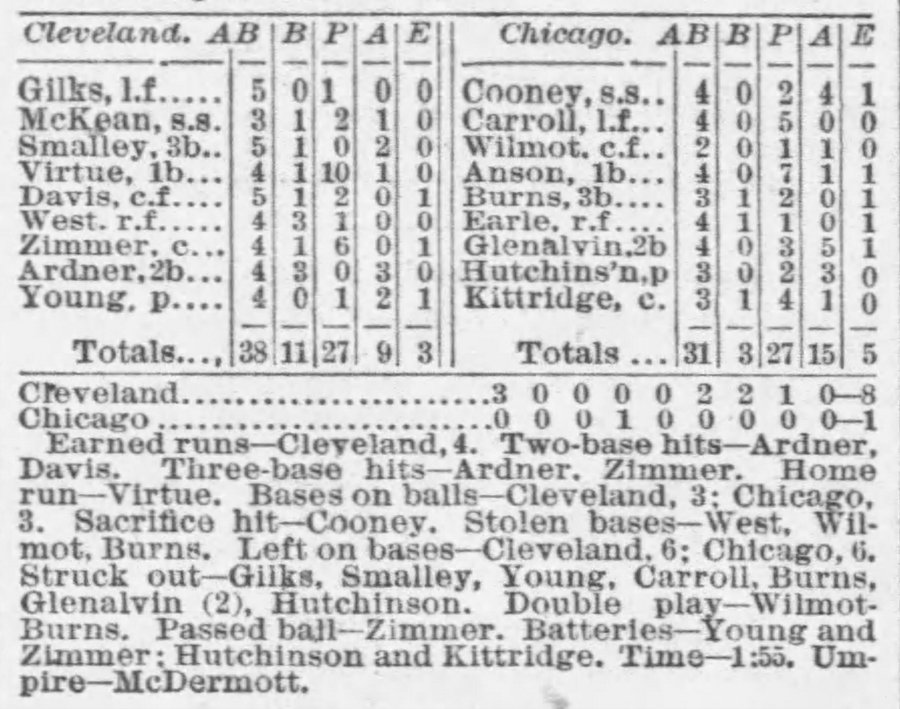 Cleveland. AB B P A E Chicago. AB B P A E
Gilks, l.f..... 5 0 1 0 0 Cooney, s.s.. 4 0 2 4 1
McKean, s.s. 3 1 2 1 0 Carroll, l.f... 4 0 5 0 0
Smalley, 3b.. 5 1 0 2 0 Wilmot. c.f.. 2 0 1 1 0
Virtue, 1b... 4 1 10 1 0 Anson, 1b... 4 0 7 1 1
Davis, c.f.... 5 1 2 0 1 Burns, 3b.... 3 1 2 0 1
West. r.f..... 4 3 1 0 0 Earle, r.f.... 4 1 1 0 1
Zimmer, c... 4 1 6 0 1 Glenalvin,2b 4 0 3 5 1
Ardner,2b... 4 3 0 3 0 Hutchins'n,p 3 0 2 3 0
Young, p.... 4 0 1 2 1 Kittridge, c. 3 1 4 1 0
Totals..., 38 11 27 9 3 Totals ... 31 3 27 15 5
Cleveland.......................3 0 0 0 0 2 2 1 0—8
Chicago .........................0 0 0 1 0 0 0 0 0—1
Earned runs—Cleveland, 4. Two-base hits—Ardner,
Davis. Three-base hits—Ardner. Zimmer. Home
run—Virtue. Bases on balls—Cleveland, 3; Chicago,
3. Sacrifice hit—Cooney. Stolen bases—West, Wil-
mot, Burns. Left on bases—Cleveland, 6; Chicago, 6.
Struck out—Gilks, Smalley, Young, Carroll, Burns,
Glenalvin (2), Hutchinson. Double play—Wilmot-
Burns. Passed ball—Zimmer. Batteries—Young and
Zimmer; Hutchinson and Kittridge. Time—1:55. Um-
pire—McDermott.